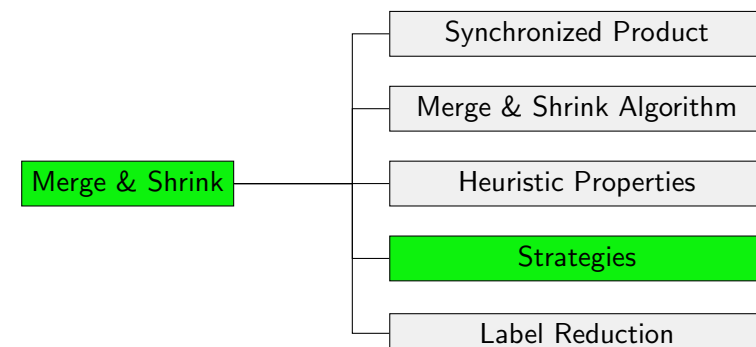 Synchronized Product
Merge & Shrink Algorithm
Merge & Shrink
Heuristic Properties
Strategies
Label Reduction